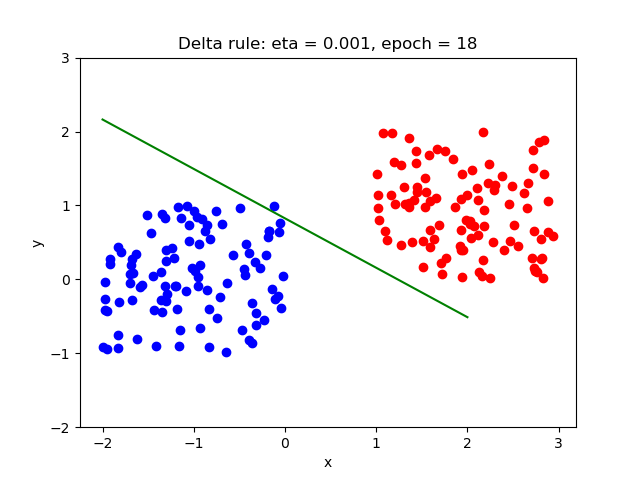 Delta rule: eta = 0.001, epoch = 18
3
2
1
0
−1
−2
y
−2 −1 0 1 2 3
x